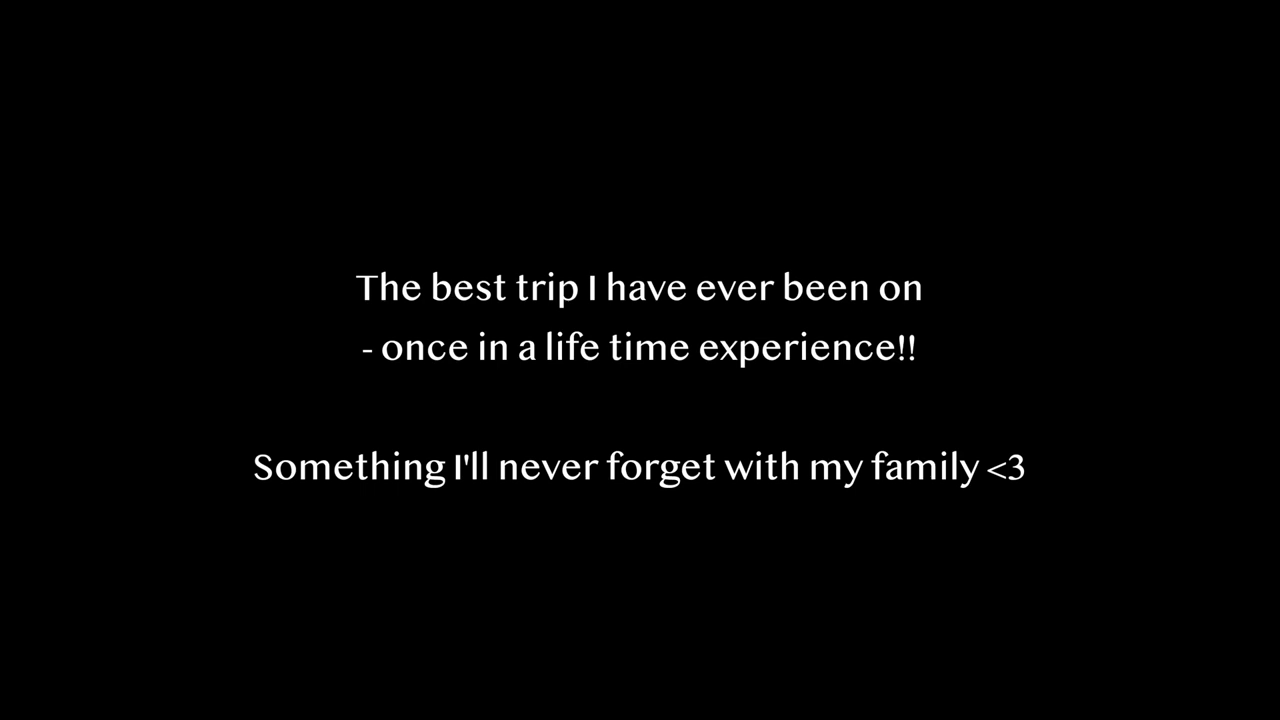 The best trip I have ever been on
- once in a life time experience!!
Something I'll never forget with my family <3